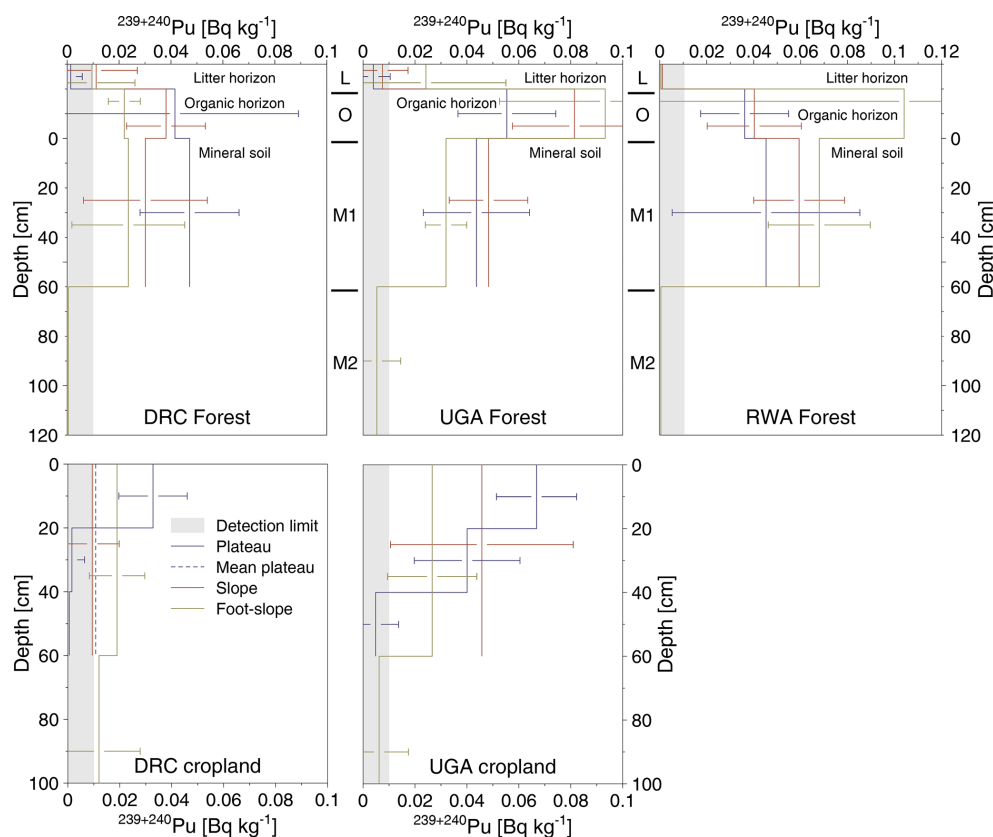 239+240Pu [Bq kg-1] 239+240Pu [Bq kg-1] 239+240Pu [Bq kg-1]
0 0.02 0.04 0.06 0.08 0.1 0 0.02 0.04 0.06 0.08 0.1 0 0.02 0.04 0.06 0.08 0.1 0.12
Litter horizon L Litter horizon L Litter horizon
Organic horizon O Organic horizon O Organic horizon
0 Mineral soil Mineral soil Mineral soil 0
20 20
40 M1 M1 40
60 60
80 80
M2 M2
100 100
120 120
Depth [cm] Depth [cm]
DRC Forest UGA Forest RWA Forest
0 0
20 20
40 40
60 60
80 80
100 100
Depth [cm] Depth [cm]
Detection limit
Plateau
Mean plateau
Slope
Foot-slope
DRC cropland UGA cropland
0 0.02 0.04 0.06 0.08 0.1 0 0.02 0.04 0.06 0.08 0.1
239+240Pu [Bq kg-1] 239+240Pu [Bq kg-1]